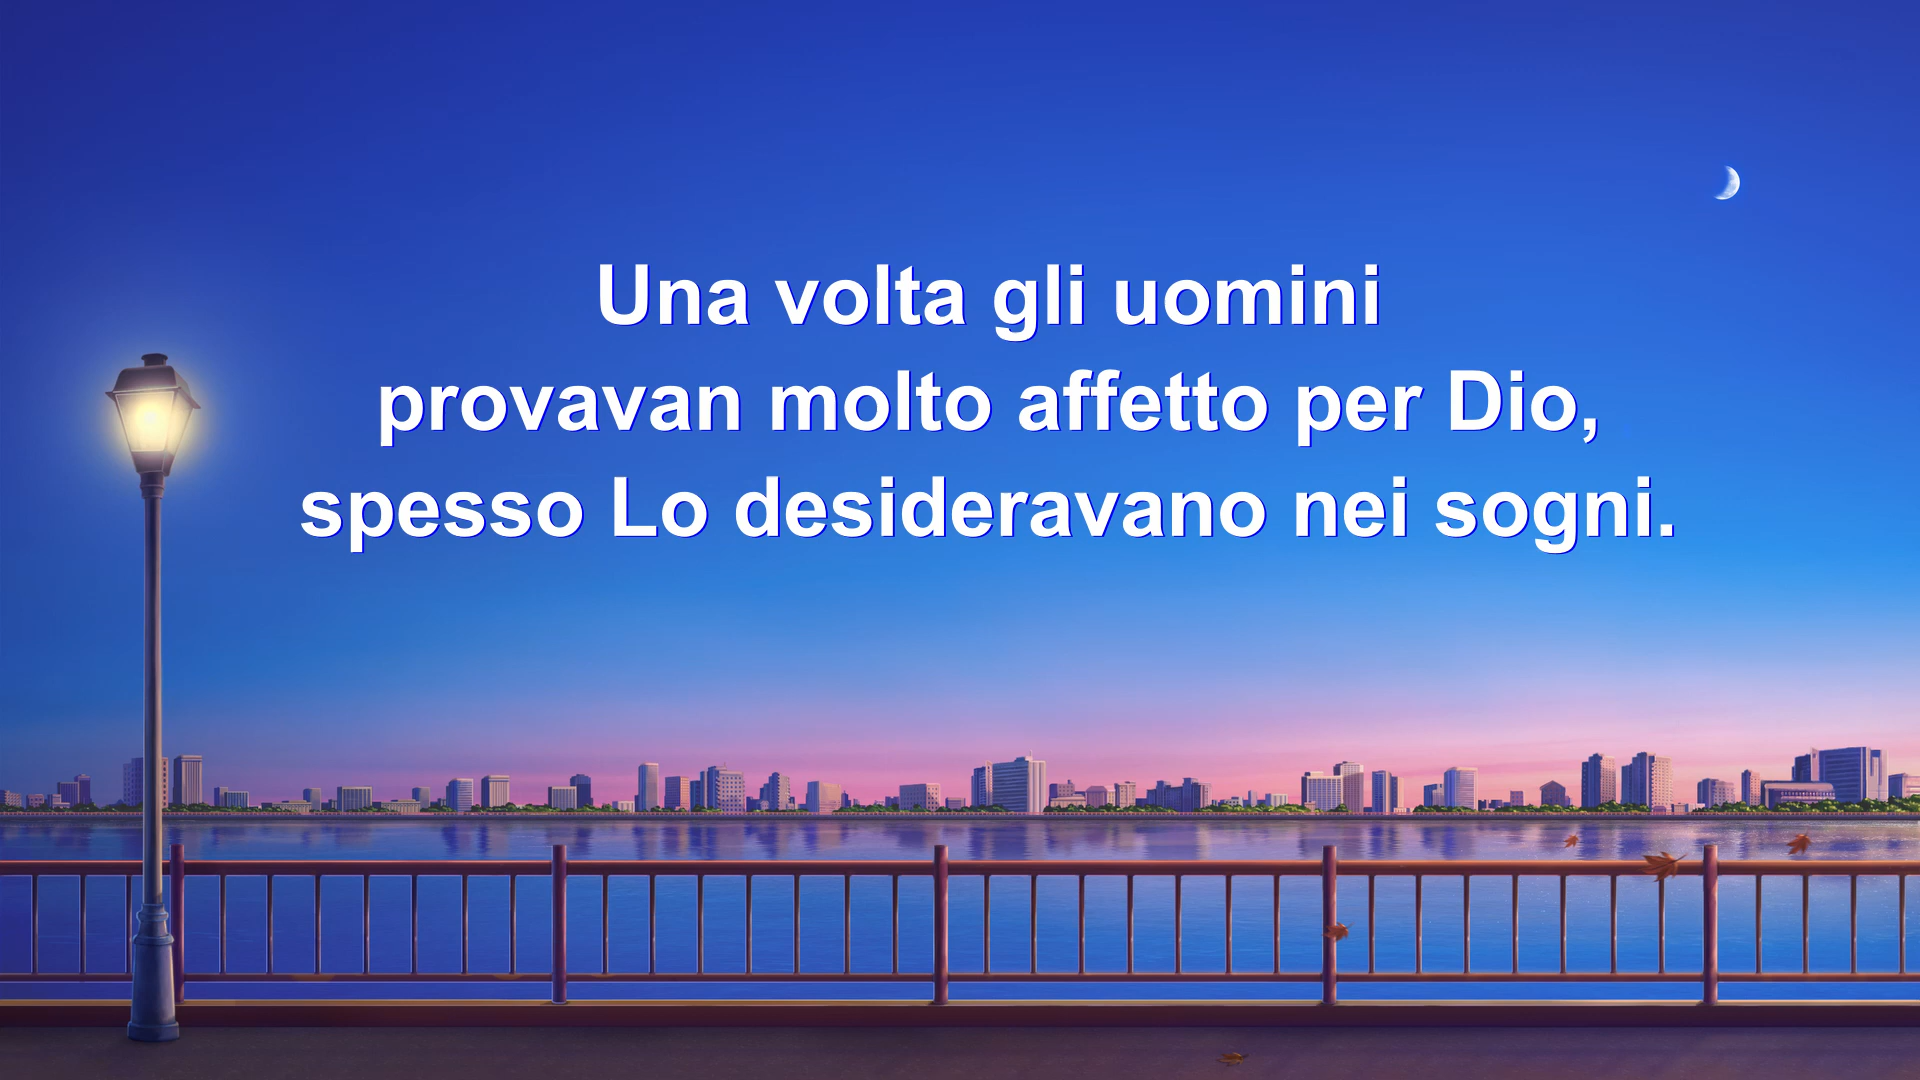 Una volta gli uomini
provavan molto affetto per Dio,
spesso Lo desideravano nei sogni.